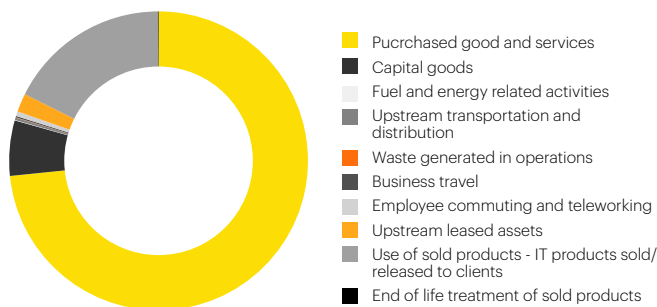 Pucrchased good and services
Capital goods
Fuel and energy related activities
Upstream transportation and
distribution
Waste generated in operations
Business travel
Employee commuting and teleworking
Upstream leased assets
Use of sold products - IT products sold/
released to clients
End of life treatment of sold products